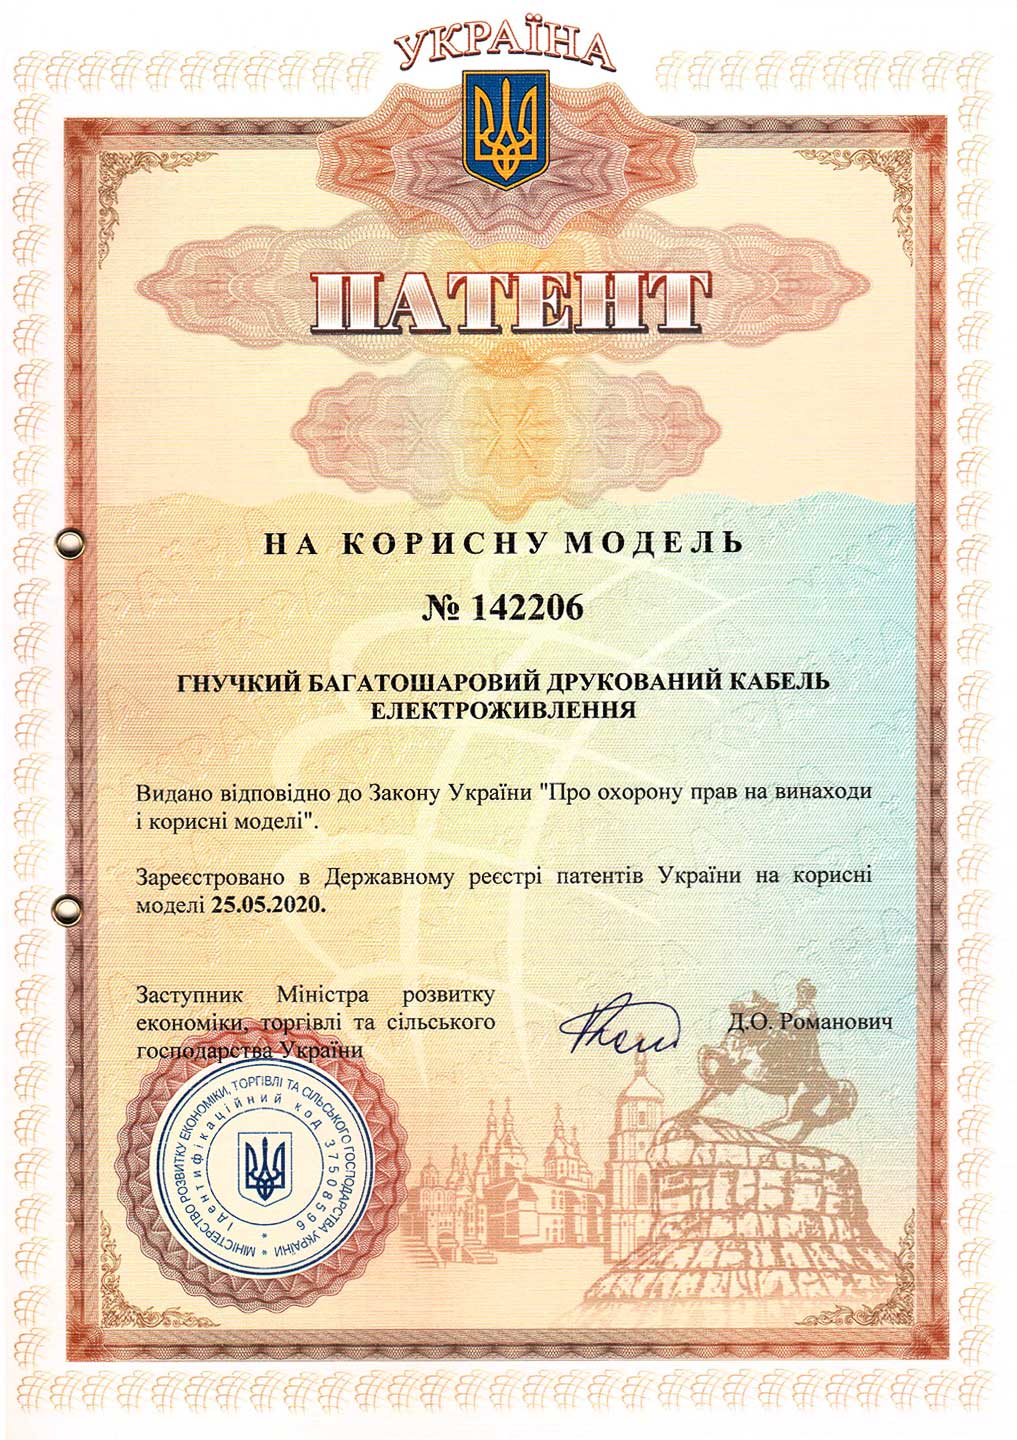 УКРАЇНА
ПАТЕНТ
НА КОРИСНУ МОДЕЛЬ
№ 142206
ГНУЧКИЙ БАГАТОШАРОВИЙ ДРУКОВАНИЙ КАБЕЛЬ
ЕЛЕКТРОЖИВЛЕННЯ
Видано відповідно до Закону України "Про охорону прав на винаходи
і корисні моделі".
Зареєстровано в Державному реєстрі патентів України на корисні
моделі 25.05.2020.
Заступник Міністра розвитку
економіки, торгівлі та сільського
господарства України
Д.О. Романович
МІНІСТЕРСТВО РОЗВИТКУ ЕКОНОМІКИ, ТОРГІВЛІ ТА СІЛЬСЬКОГО ГОСПОДАРСТВА УКРАЇНИ *
Ідентифікаційний код 37508596 *